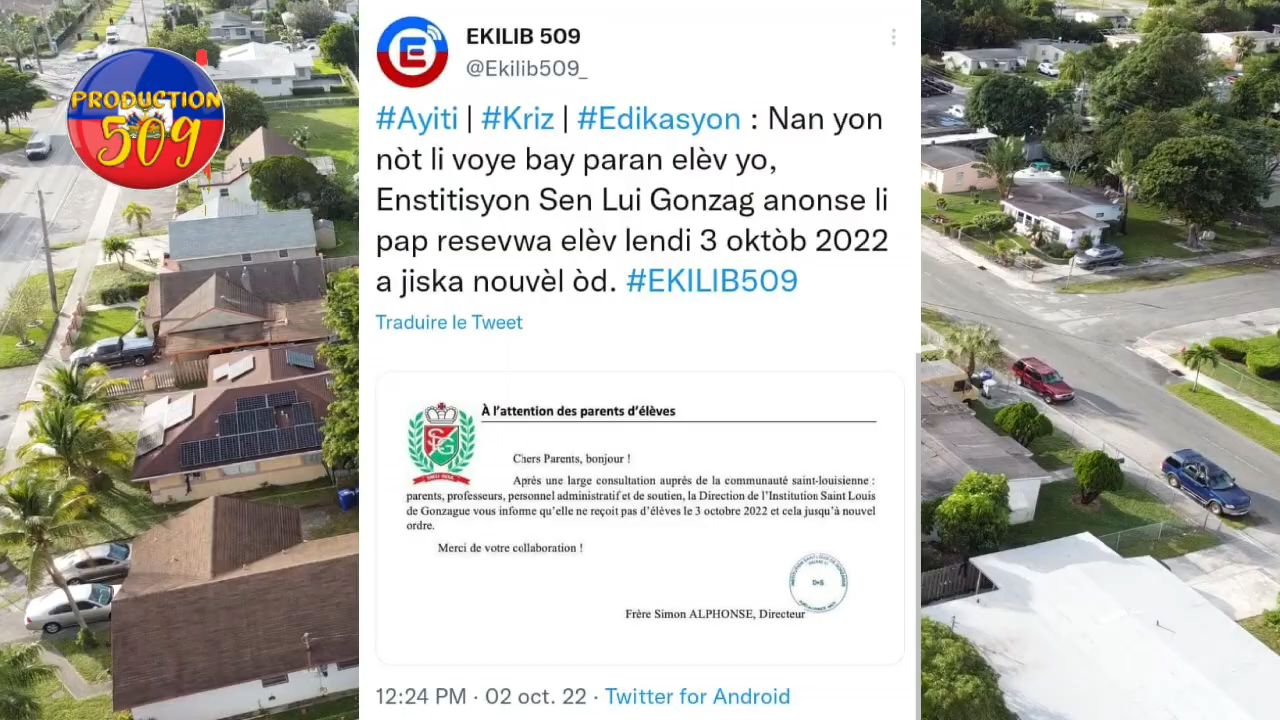 PRODUCTION
509
EKILIB 509
@Ekilib509_
#Ayiti | #Kriz | #Edikasyon : Nan yon
nòt li voye bay paran elèv yo,
Enstitisyon Sen Lui Gonzag anonse li
pap resevwa elèv lendi 3 oktòb 2022
a jiska nouvèl òd. #EKILIB509
Traduire le Tweet
À l'attention des parents d'élèves
Chers Parents, bonjour !
Après une large consultation auprès de la communauté saint-louisienne :
parents, professeurs, personnel administratif et de soutien, la Direction de l'Institution Saint Louis
de Gonzague vous informe qu'elle ne reçoit pas d'élèves le 3 octobre 2022 et cela jusqu'à nouvel
ordre.
Merci de votre collaboration !
Frère Simon ALPHONSE, Directeur
12:24 PM · 02 oct. 22 · Twitter for Android